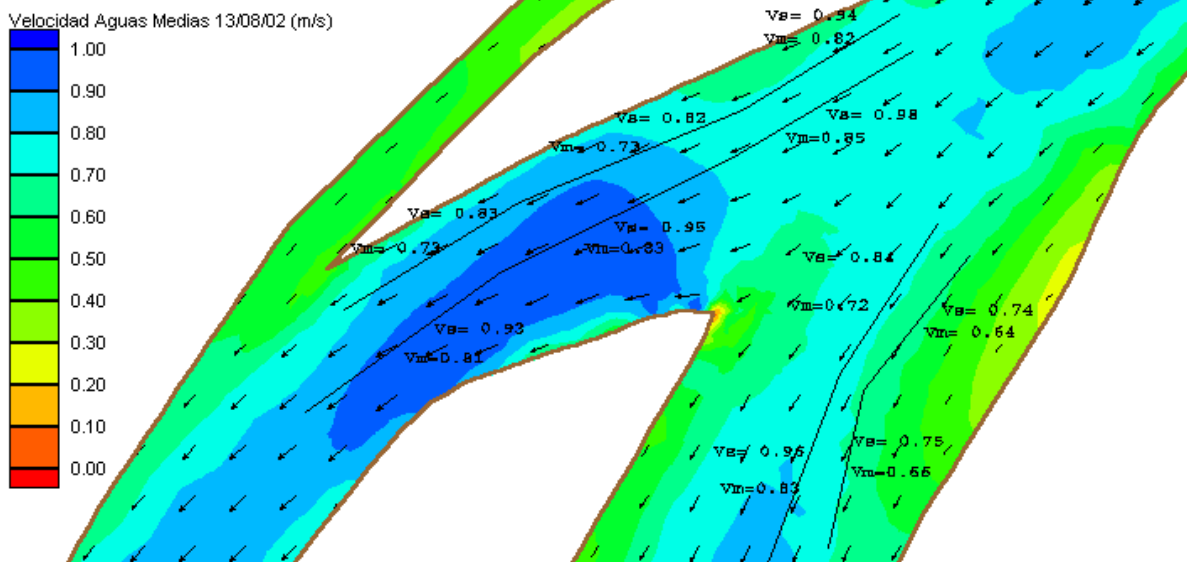 Velocidad Aguas Medias 13/08/02 (m/s)
1.00
0.90
0.80
0.70
0.60
0.50
0.40
0.30
0.20
0.10
0.00
Vs= 0.94
Vm= 0.82
Vs= 0.82
Vs= 0.98
Vm= 0.73
Vm=0.85
Vs= 0.83
Vs= 0.95
Vm= 0.73
Vm=0.83
Vs= 0.84
Vm=0.72
Vs= 0.74
Vs= 0.93
Vm= 0.64
Vm=0.81
Vs= 0.96
Vs= 0.75
Vm=0.66
Vm=0.83